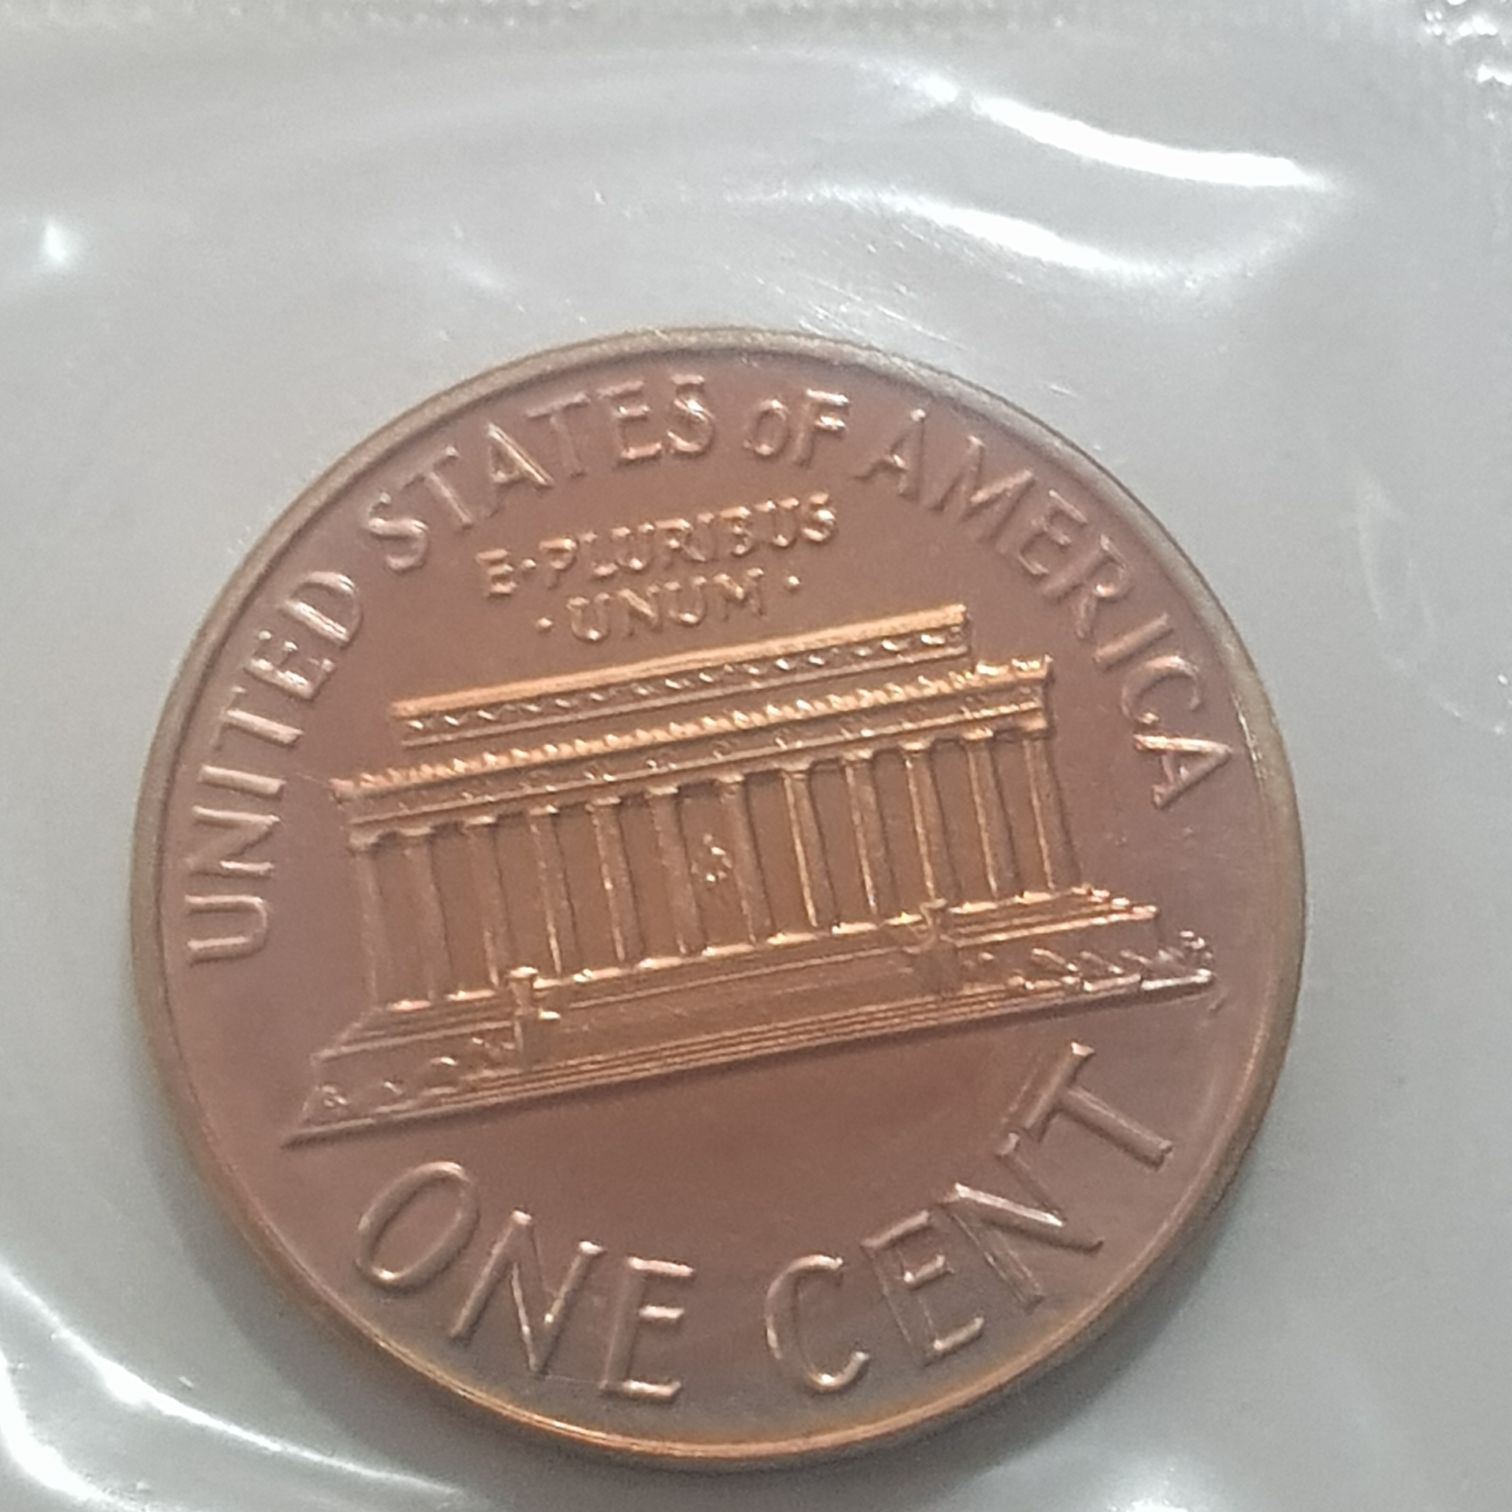 UNITED STATES OF AMERICA
E·PLURIBUS
·UNUM·
ONE CENT